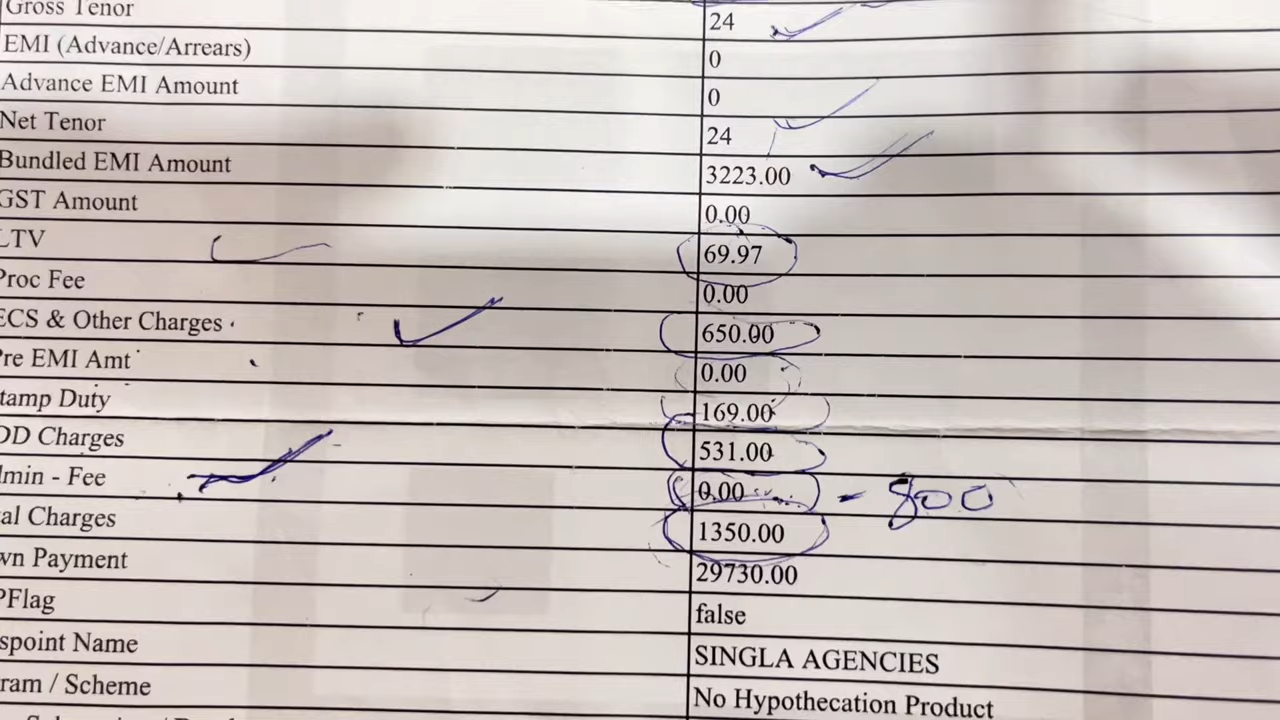 Gross Tenor 24
EMI (Advance/Arrears) 0
Advance EMI Amount 0
Net Tenor 24
Bundled EMI Amount 3223.00
GST Amount 0.00
LTV 69.97
Proc Fee 0.00
ECS & Other Charges 650.00
Pre EMI Amt 0.00
tamp Duty 169.00
DD Charges 531.00
dmin - Fee 0.00 - 800
tal Charges 1350.00
wn Payment 29730.00
PFlag false
spoint Name SINGLA AGENCIES
ram / Scheme No Hypothecation Product